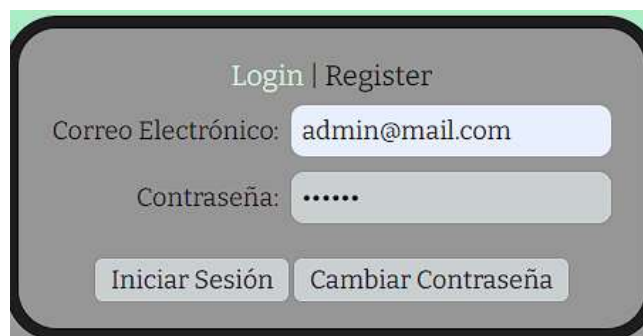 Login | Register
Correo Electrónico: admin@mail.com
Contraseña: ••••••
Iniciar Sesión Cambiar Contraseña